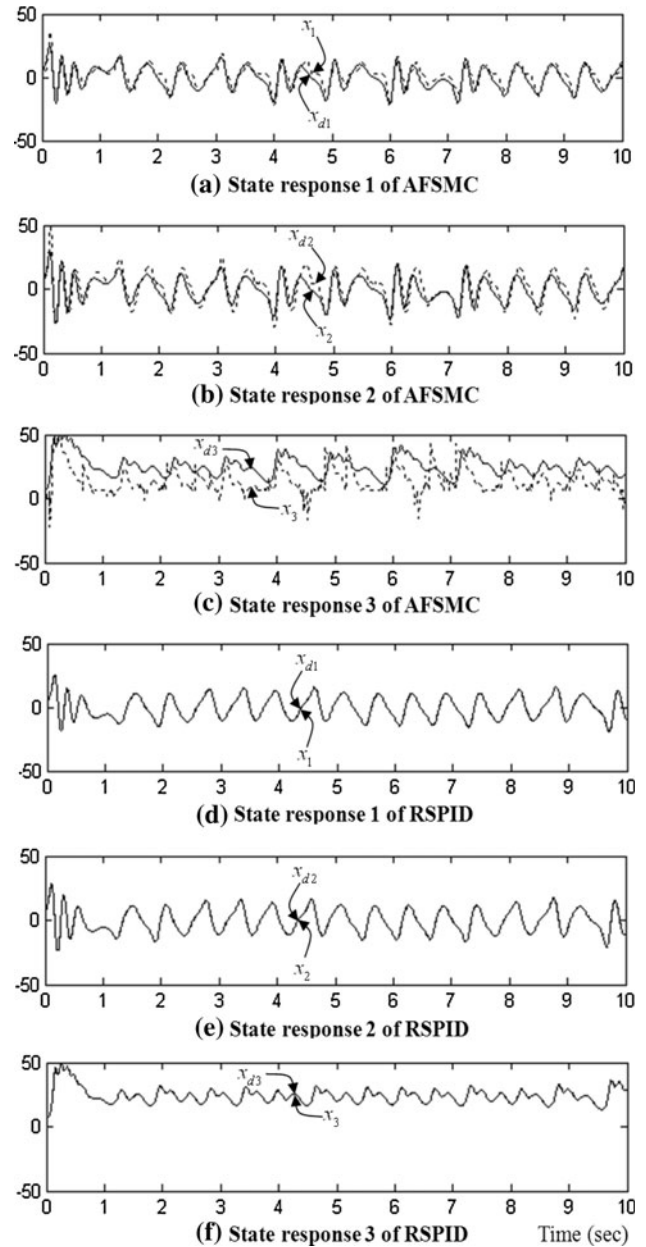 50
x1
0
xd1
-50
0 1 2 3 4 5 6 7 8 9 10
(a) State response 1 of AFSMC
50
xd2
0
x2
-50
0 1 2 3 4 5 6 7 8 9 10
(b) State response 2 of AFSMC
50
xd3
0
x3
-50
0 1 2 3 4 5 6 7 8 9 10
(c) State response 3 of AFSMC
50
xd1
0
x1
-50
0 1 2 3 4 5 6 7 8 9 10
(d) State response 1 of RSPID
50
xd2
0
x2
-50
0 1 2 3 4 5 6 7 8 9 10
(e) State response 2 of RSPID
50
xd3
x3
0
-50
0 1 2 3 4 5 6 7 8 9 10
(f) State response 3 of RSPID Time (sec)